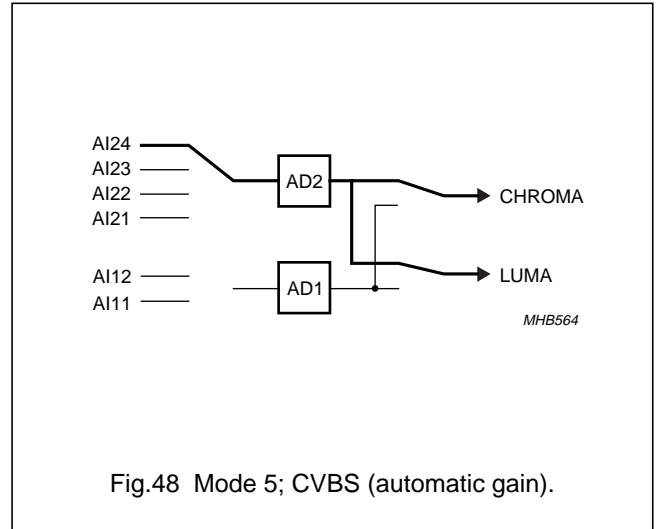 AI24
AI23
AI22
AI21
AD2
CHROMA
AI12
AI11
AD1
LUMA
MHB564
Fig.48 Mode 5; CVBS (automatic gain).